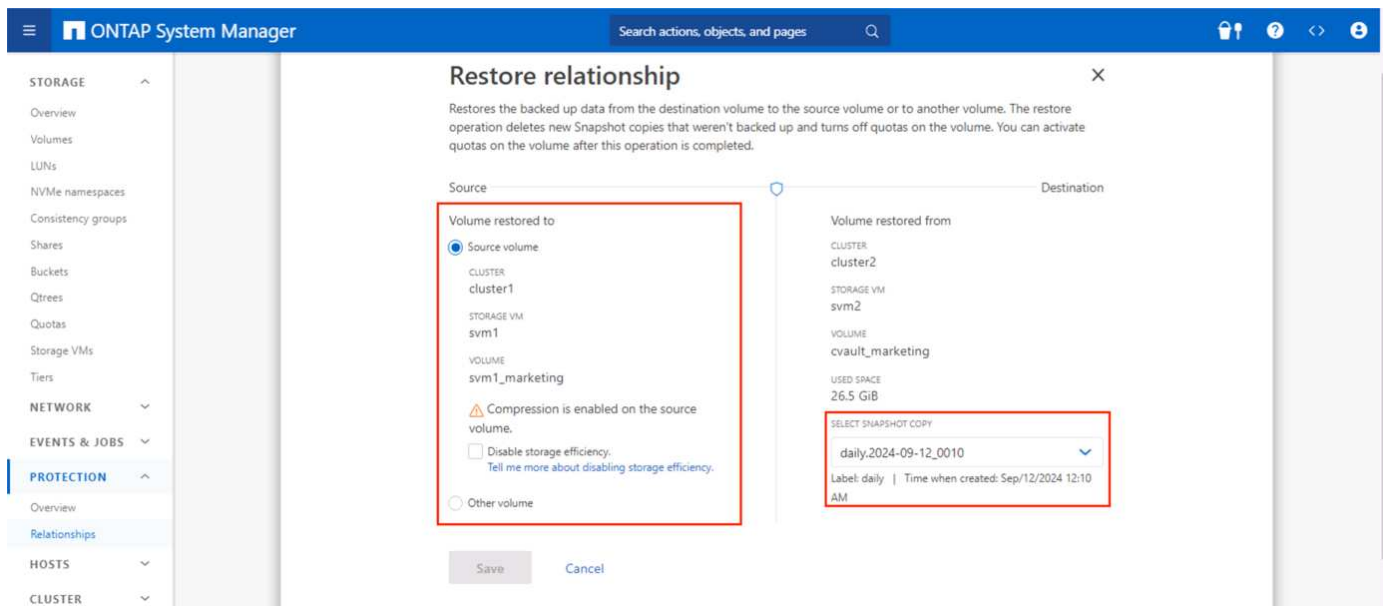 ONTAP System Manager
Search actions, objects, and pages
STORAGE
Overview
Volumes
LUNs
NVMe namespaces
Consistency groups
Shares
Buckets
Qtrees
Quotas
Storage VMs
Tiers
NETWORK
EVENTS & JOBS
PROTECTION
Overview
Relationships
HOSTS
CLUSTER
Restore relationship
Restores the backed up data from the destination volume to the source volume or to another volume. The restore
operation deletes new Snapshot copies that weren't backed up and turns off quotas on the volume. You can activate
quotas on the volume after this operation is completed.
Source
Destination
Volume restored to
Source volume
CLUSTER
cluster1
STORAGE VM
svm1
VOLUME
svm1_marketing
Compression is enabled on the source
volume.
Disable storage efficiency.
Tell me more about disabling storage efficiency.
Other volume
Volume restored from
CLUSTER
cluster2
STORAGE VM
svm2
VOLUME
cvault_marketing
USED SPACE
26.5 GiB
SELECT SNAPSHOT COPY
daily.2024-09-12_0010
Label: daily | Time when created: Sep/12/2024 12:10
AM
Save
Cancel